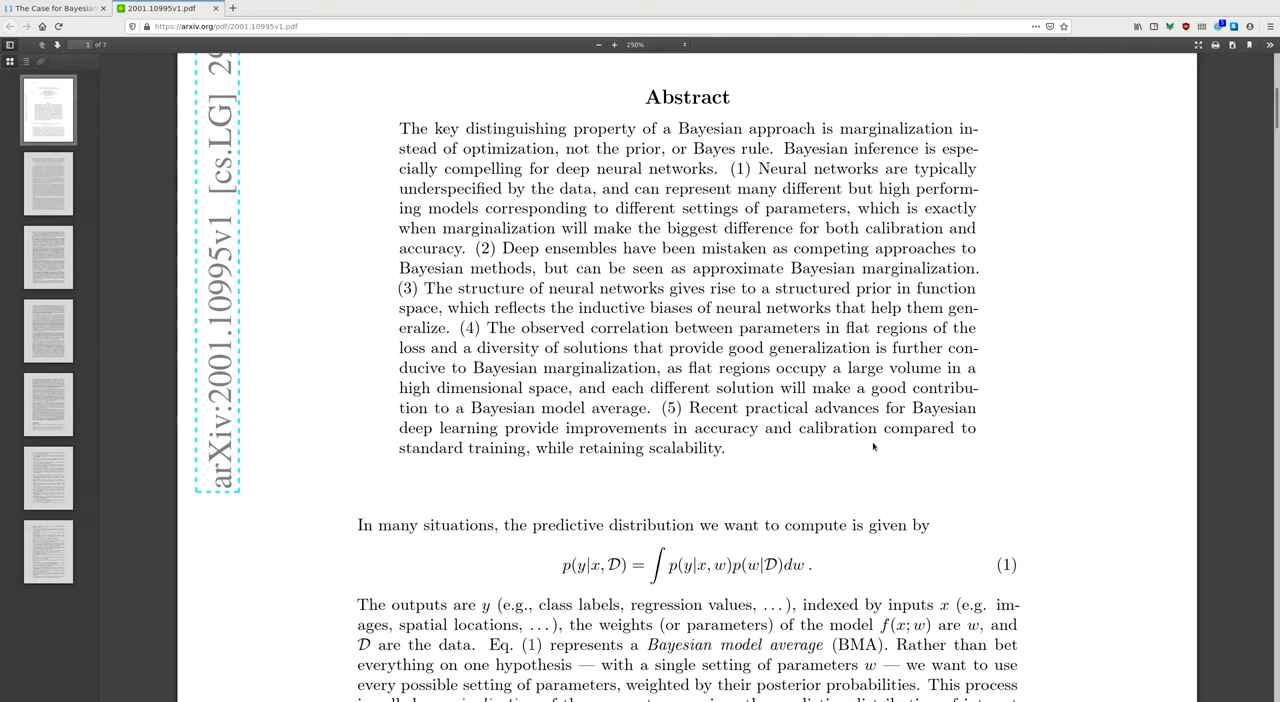 The Case for Bayesian
2001.10995v1.pdf
https://arxiv.org/pdf/2001.10995v1.pdf
1 of 7
250%
arXiv:2001.10995v1 [cs.LG] 29
Abstract
The key distinguishing property of a Bayesian approach is marginalization in-
stead of optimization, not the prior, or Bayes rule. Bayesian inference is espe-
cially compelling for deep neural networks. (1) Neural networks are typically
underspecified by the data, and can represent many different but high perform-
ing models corresponding to different settings of parameters, which is exactly
when marginalization will make the biggest difference for both calibration and
accuracy. (2) Deep ensembles have been mistaken as competing approaches to
Bayesian methods, but can be seen as approximate Bayesian marginalization.
(3) The structure of neural networks gives rise to a structured prior in function
space, which reflects the inductive biases of neural networks that help them gen-
eralize. (4) The observed correlation between parameters in flat regions of the
loss and a diversity of solutions that provide good generalization is further con-
ducive to Bayesian marginalization, as flat regions occupy a large volume in a
high dimensional space, and each different solution will make a good contribu-
tion to a Bayesian model average. (5) Recent practical advances for Bayesian
deep learning provide improvements in accuracy and calibration compared to
standard training, while retaining scalability.
In many situations, the predictive distribution we want to compute is given by
p(y|x, 𝒟) = ∫ p(y|x, w)p(w|𝒟)dw . (1)
The outputs are y (e.g., class labels, regression values, . . . ), indexed by inputs x (e.g. im-
ages, spatial locations, . . . ), the weights (or parameters) of the model f(x; w) are w, and
𝒟 are the data. Eq. (1) represents a Bayesian model average (BMA). Rather than bet
everything on one hypothesis — with a single setting of parameters w — we want to use
every possible setting of parameters, weighted by their posterior probabilities. This process